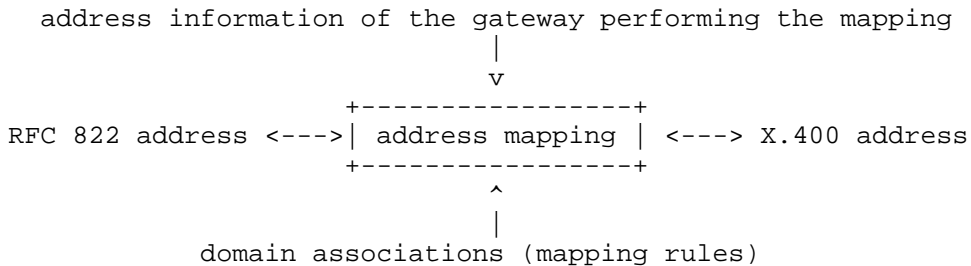 address information of the gateway performing the mapping
|
v
+-----------------+
RFC 822 address <--->| address mapping | <---> X.400 address
+-----------------+
^
|
domain associations (mapping rules)